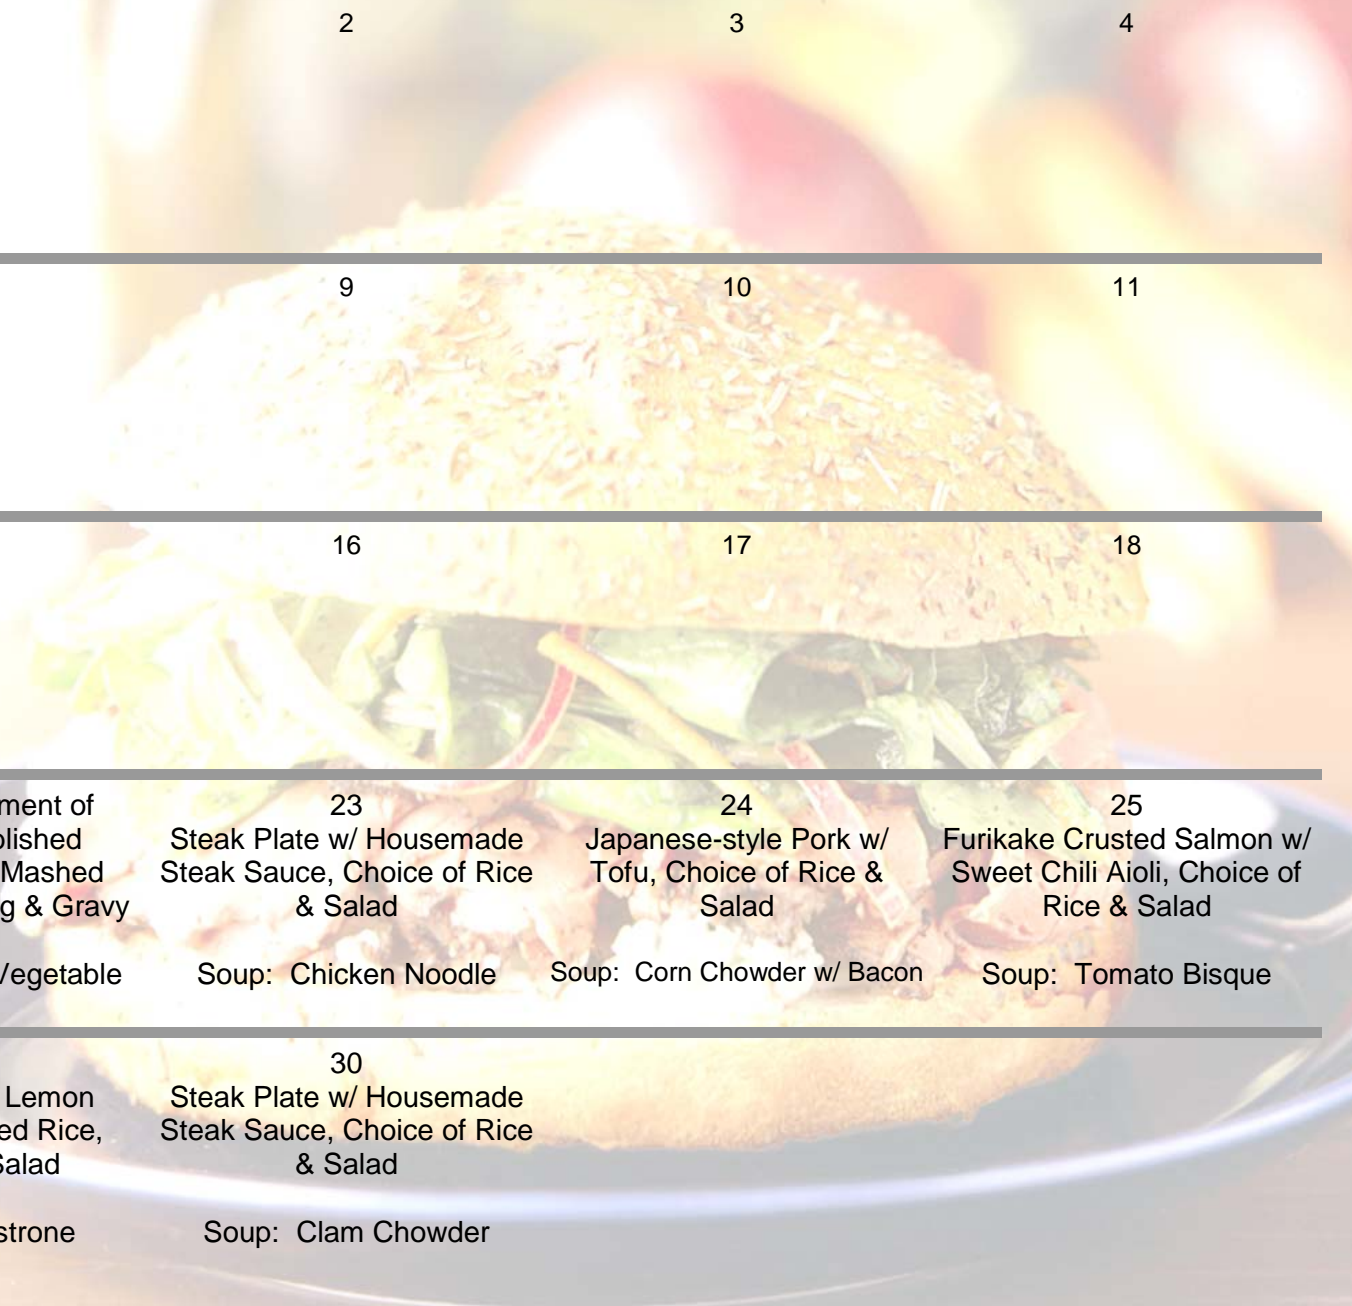 2
3
4
9
10
11
16
17
18
ment of
olished
Mashed
g & Gravy
Vegetable
23
Steak Plate w/ Housemade
Steak Sauce, Choice of Rice
& Salad
Soup: Chicken Noodle
24
Japanese-style Pork w/
Tofu, Choice of Rice &
Salad
Soup: Corn Chowder w/ Bacon
25
Furikake Crusted Salmon w/
Sweet Chili Aioli, Choice of
Rice & Salad
Soup: Tomato Bisque
Lemon
ed Rice,
Salad
strone
30
Steak Plate w/ Housemade
Steak Sauce, Choice of Rice
& Salad
Soup: Clam Chowder